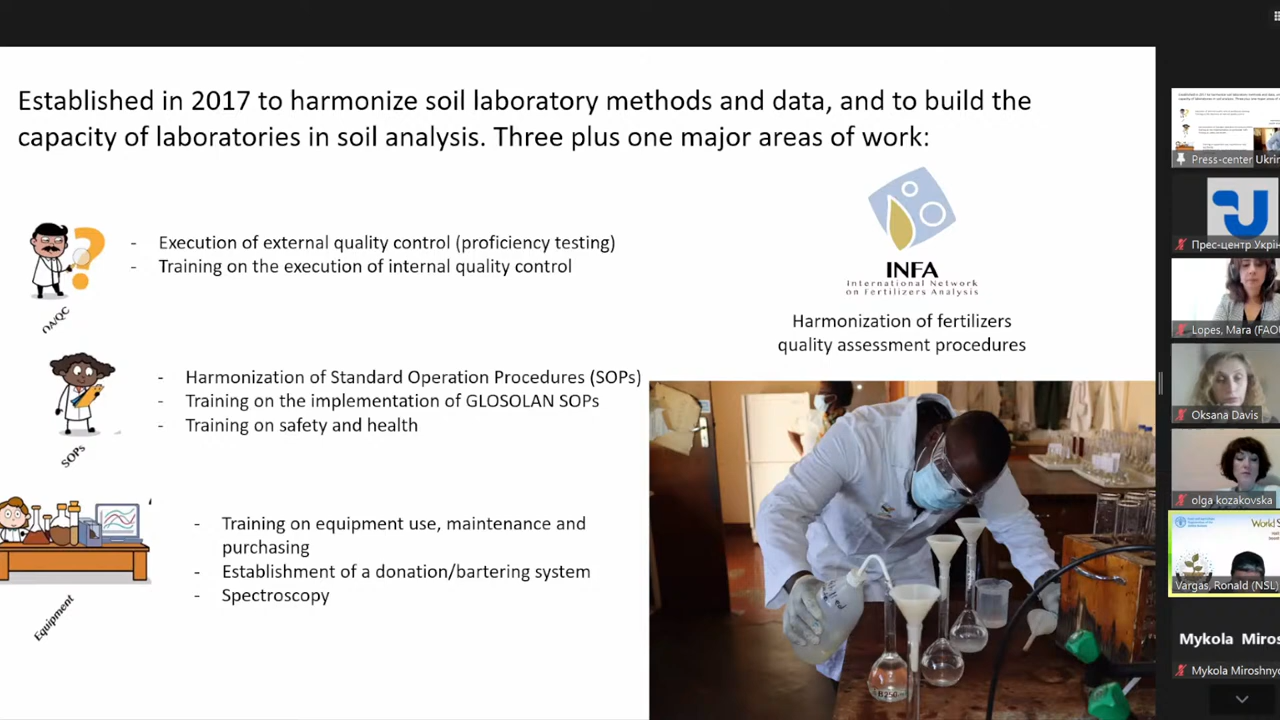 Established in 2017 to harmonize soil laboratory methods and data, and to build the
capacity of laboratories in soil analysis. Three plus one major areas of work:
- Execution of external quality control (proficiency testing)
- Training on the execution of internal quality control
QA/QC
- Harmonization of Standard Operation Procedures (SOPs)
- Training on the implementation of GLOSOLAN SOPs
- Training on safety and health
SOPs
- Training on equipment use, maintenance and
purchasing
- Establishment of a donation/bartering system
- Spectroscopy
Equipment
INFA
International Network
on Fertilizers Analysis
Harmonization of fertilizers
quality assessment procedures
B 250
Press-center Ukrin
Прес-центр Укрін
Lopes, Mara (FAO
Oksana Davis
olga kozakovska
World S
Vargas, Ronald (NSL)
Mykola Miros
Mykola Miroshnyc